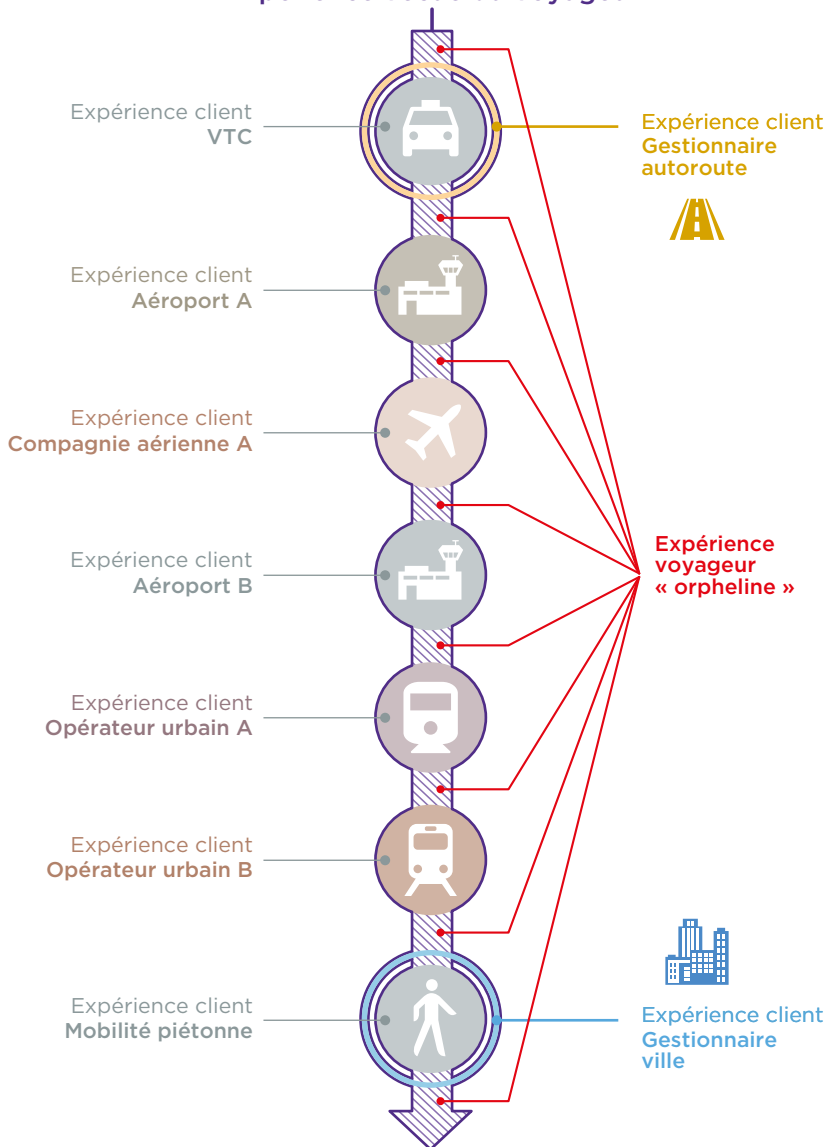 Expérience client
VTC
Expérience client
Gestionnaire
autoroute
Expérience client
Aéroport A
Expérience client
Compagnie aérienne A
Expérience client
Aéroport B
Expérience
voyageur
« orpheline »
Expérience client
Opérateur urbain A
Expérience client
Opérateur urbain B
Expérience client
Mobilité piétonne
Expérience client
Gestionnaire
ville